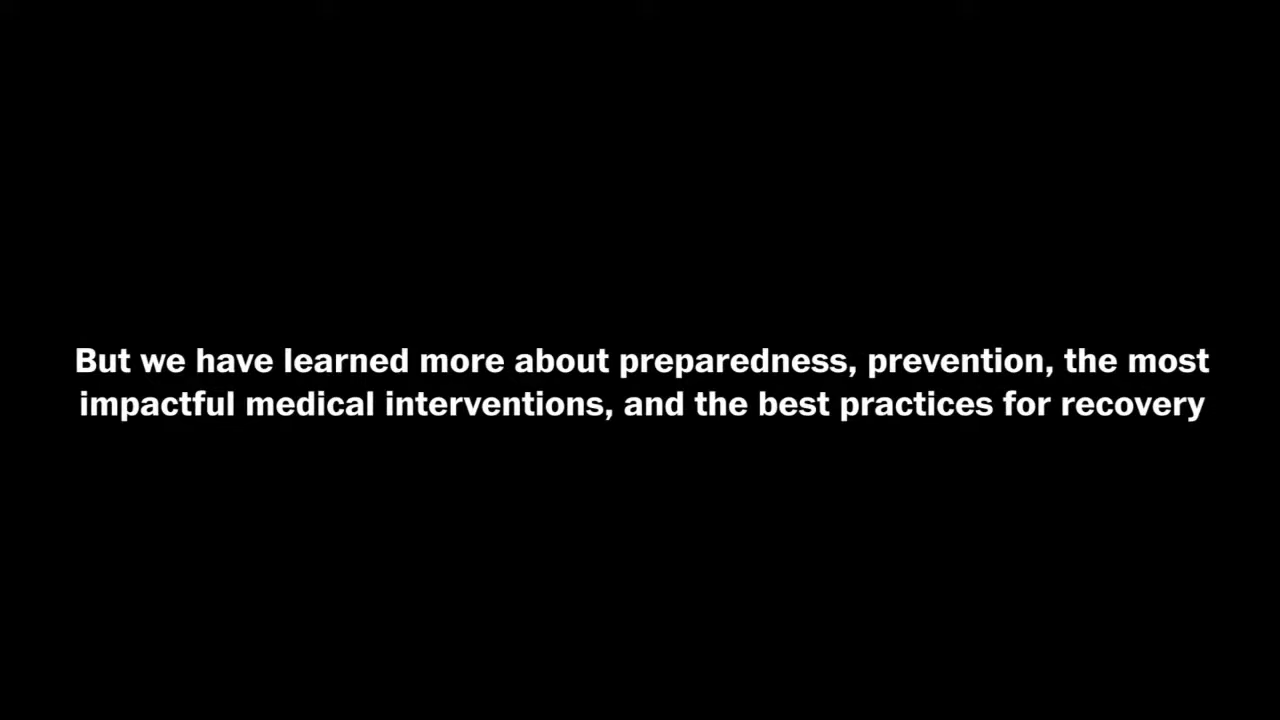 But we have learned more about preparedness, prevention, the most
impactful medical interventions, and the best practices for recovery